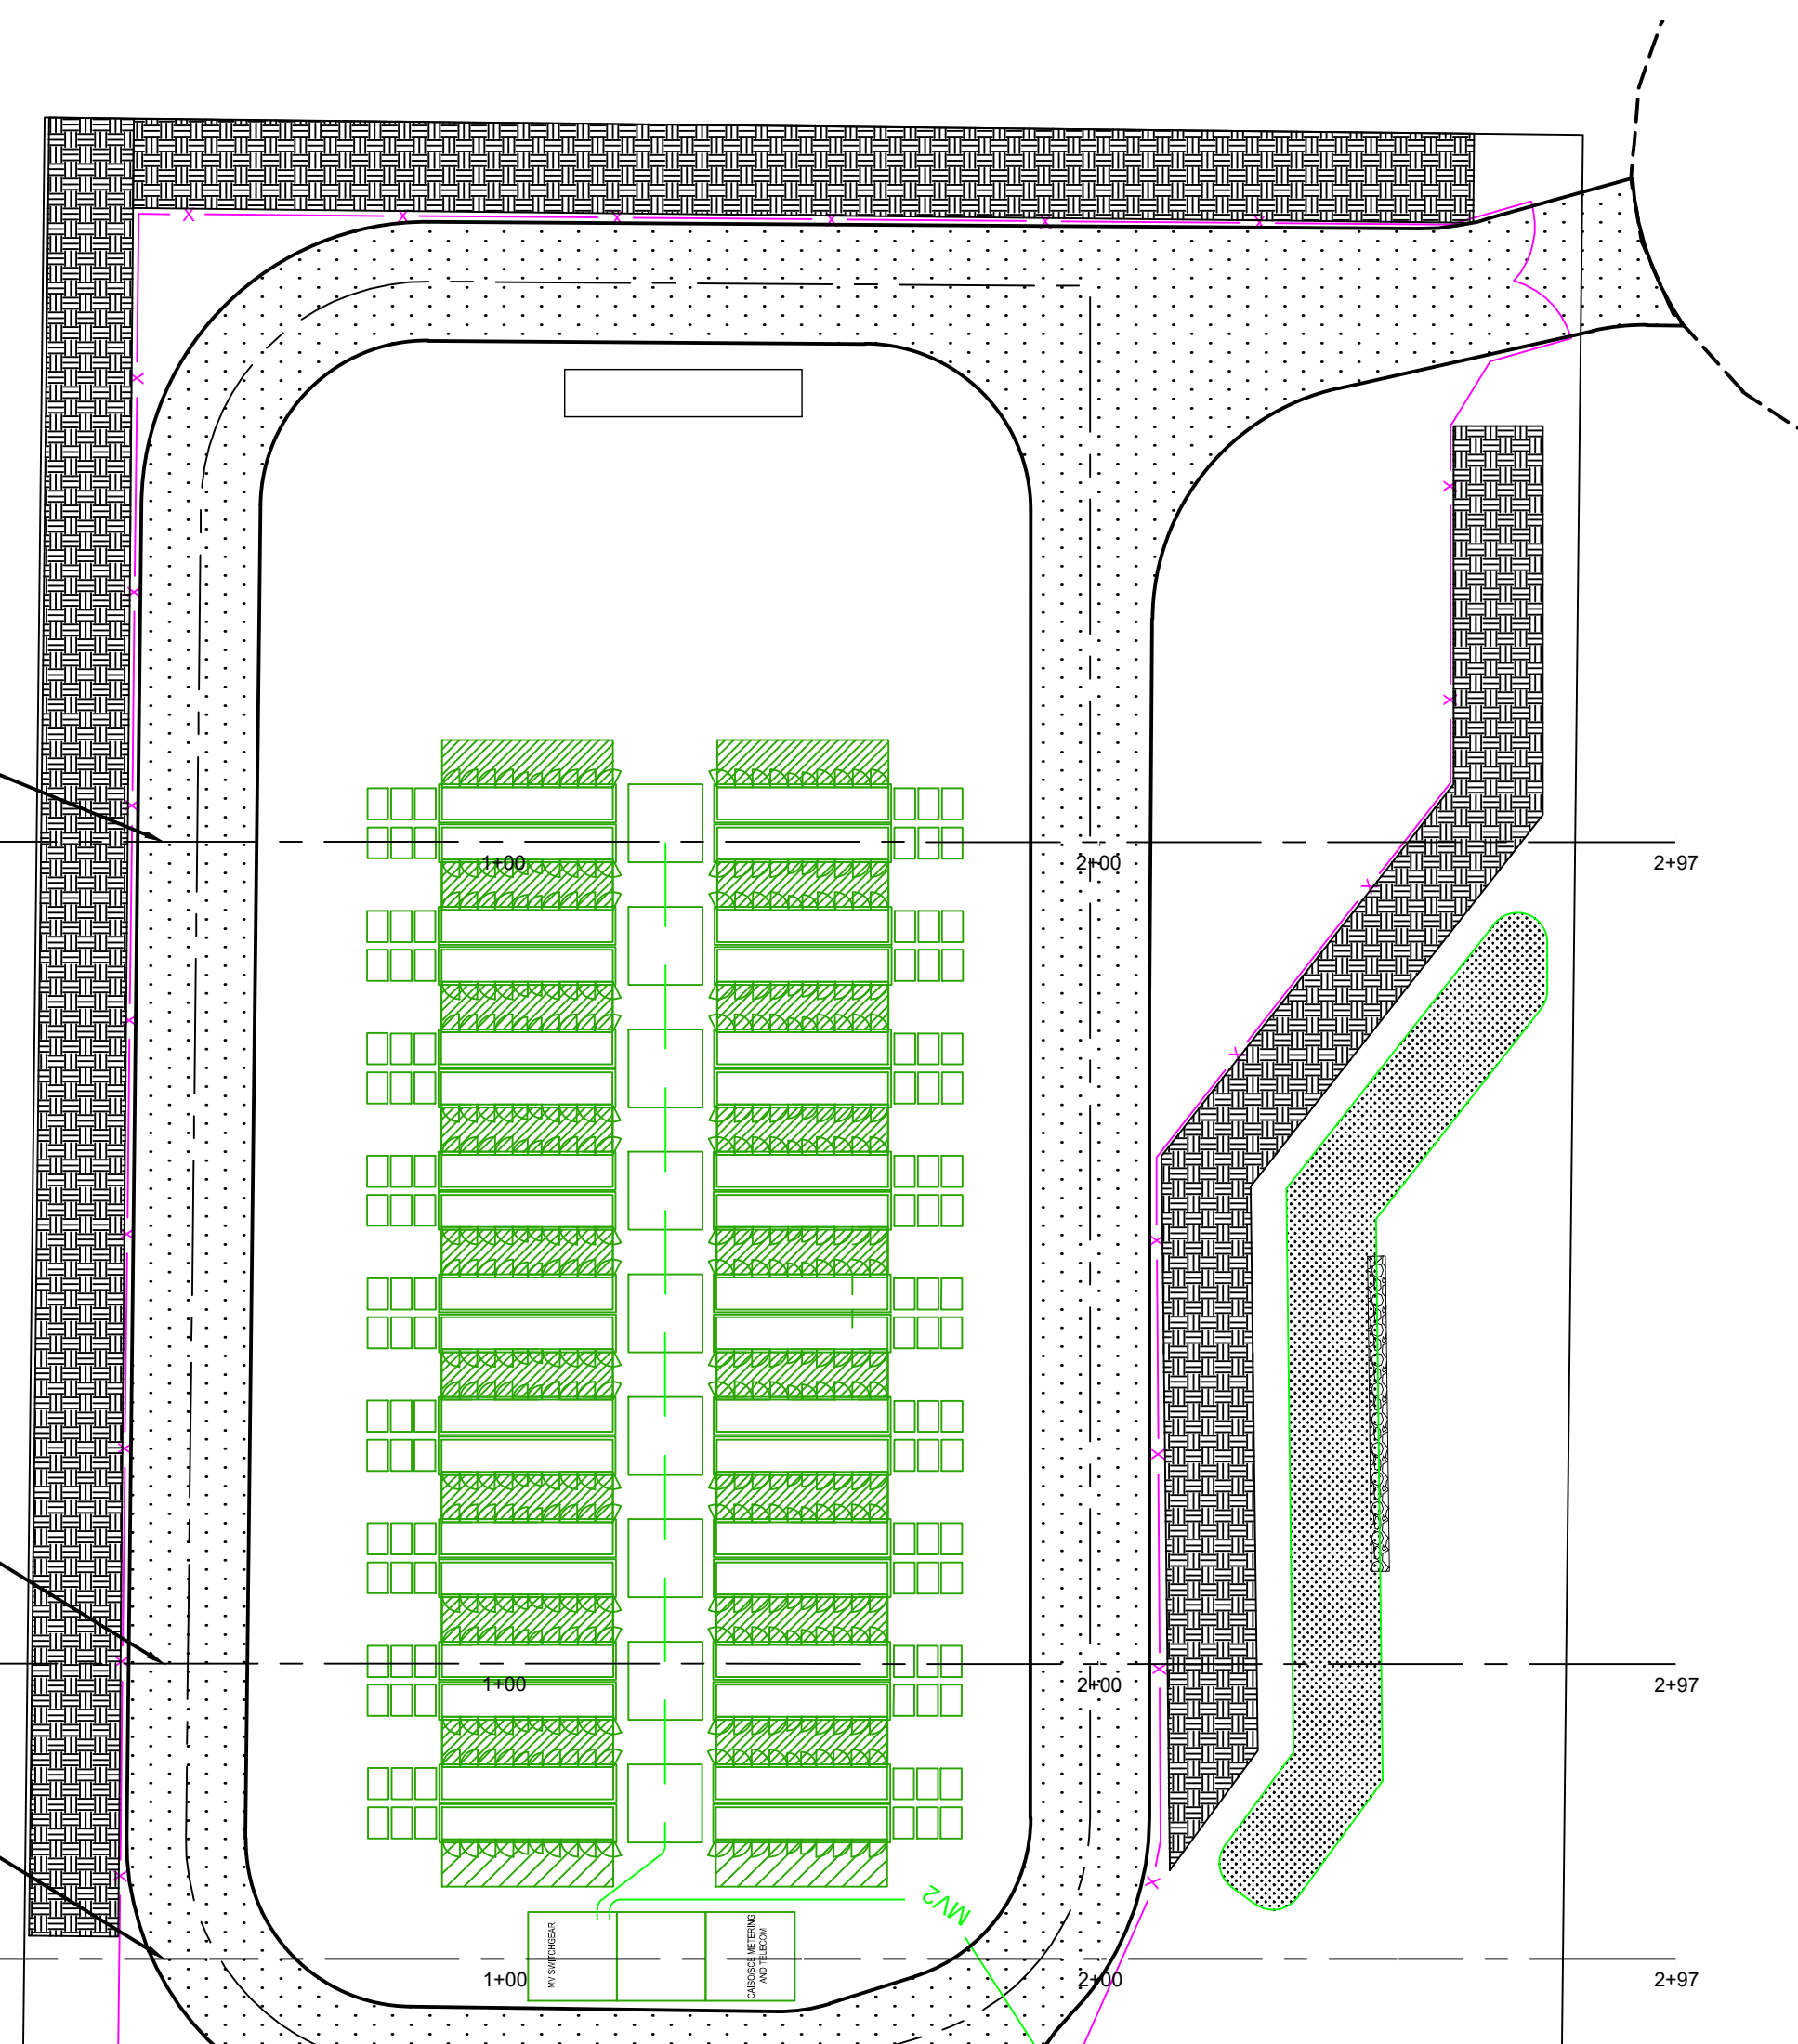 1+00
2+00
2+97
1+00
2+00
2+97
MV2
MV SWITCHGEAR
CAISO/SCE METERING
AND TELECOM
1+00
2+00
2+97